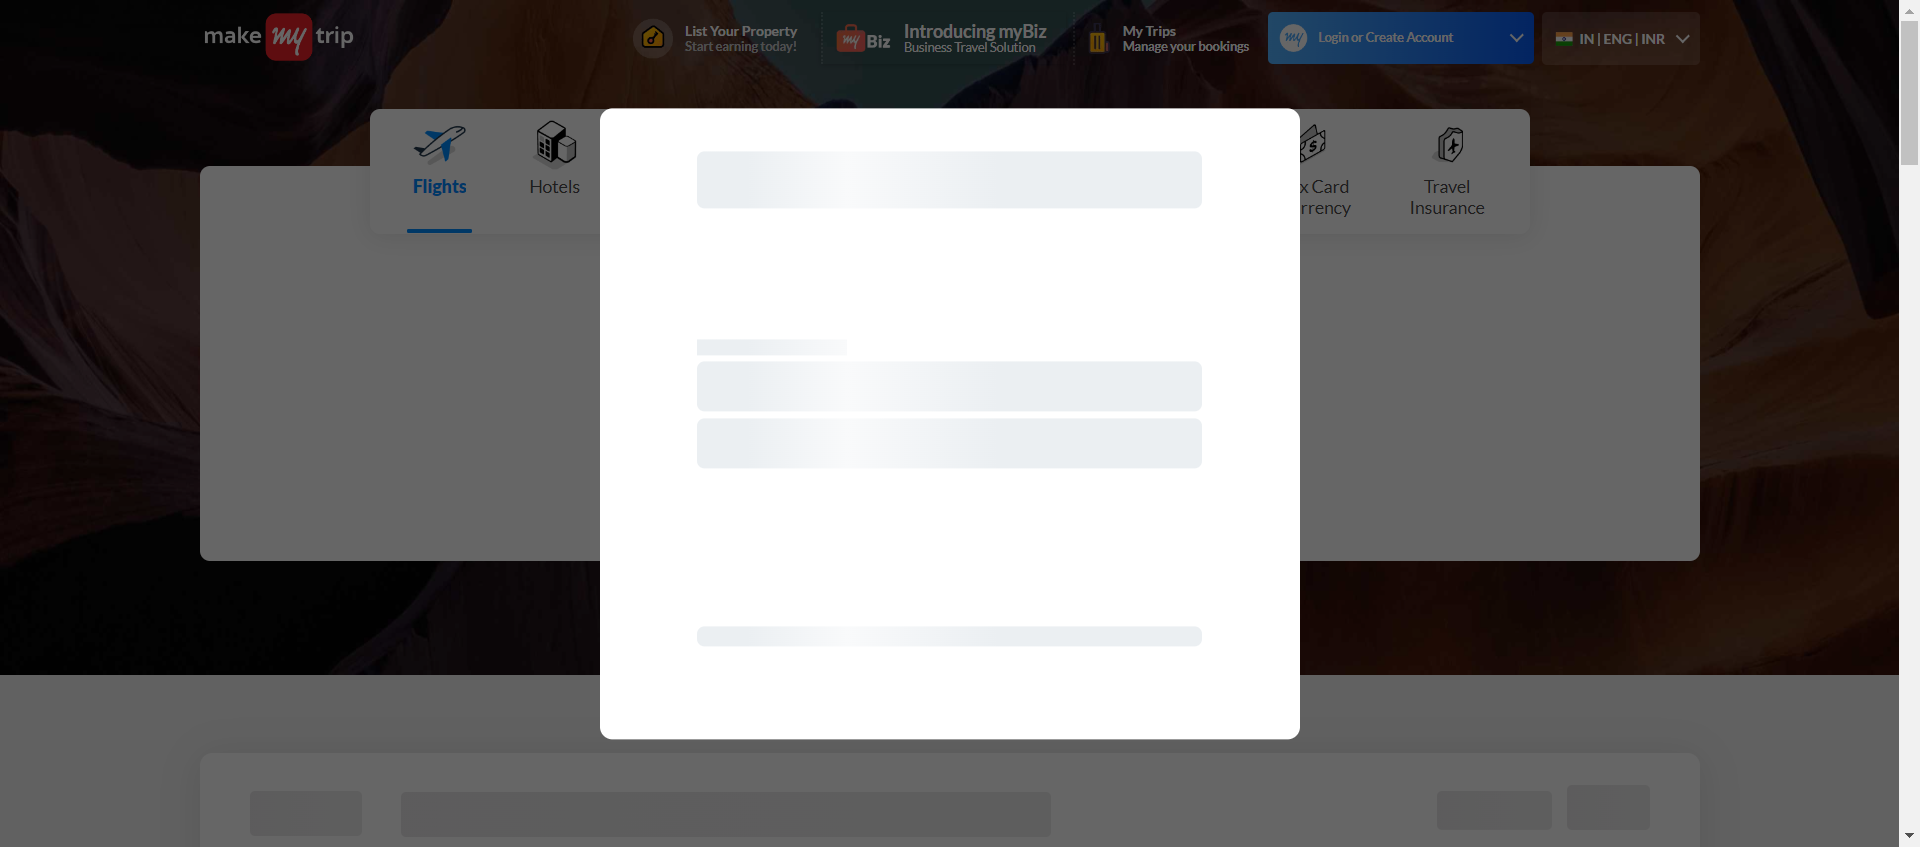 make my trip
List Your Property
Start earning today!
my Biz
Introducing myBiz
Business Travel Solution
My Trips
Manage your bookings
my
Login or Create Account
IN | ENG | INR
Flights
Hotels
x Card
rrency
Travel
Insurance